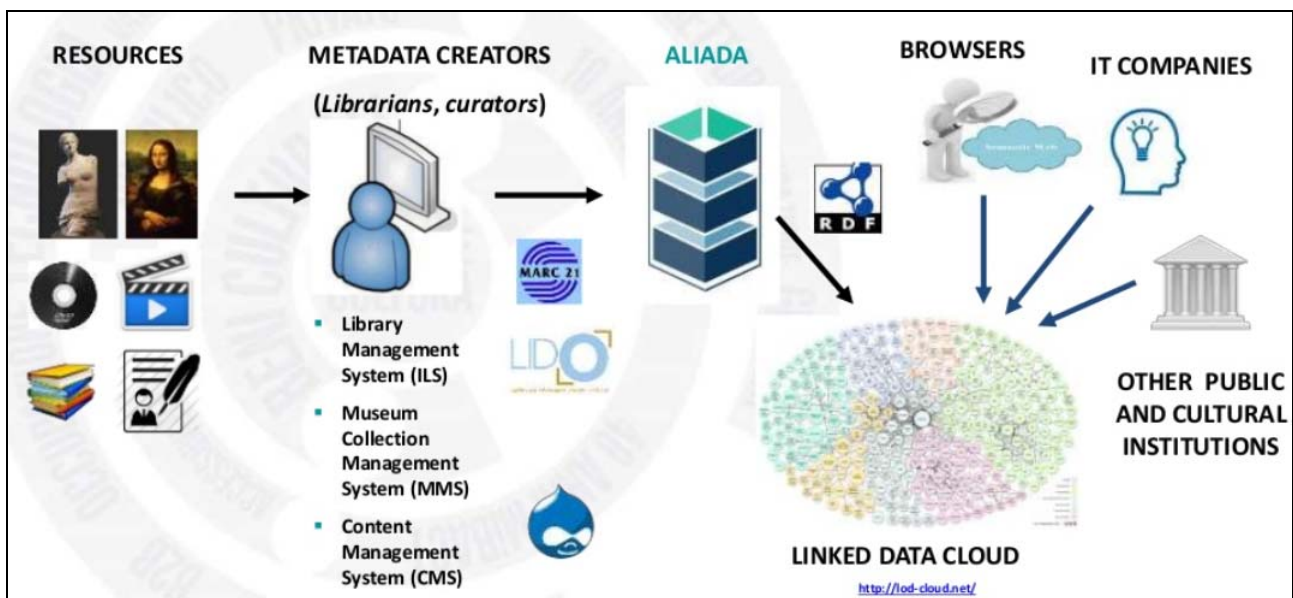 RESOURCES
METADATA CREATORS
(Librarians, curators)
ALIADA
BROWSERS
IT COMPANIES
Semantic Web
RDF
MARC 21
LIDO
▪ Library
Management
System (ILS)
▪ Museum
Collection
Management
System (MMS)
▪ Content
Management
System (CMS)
OTHER PUBLIC
AND CULTURAL
INSTITUTIONS
LINKED DATA CLOUD
http://lod-cloud.net/